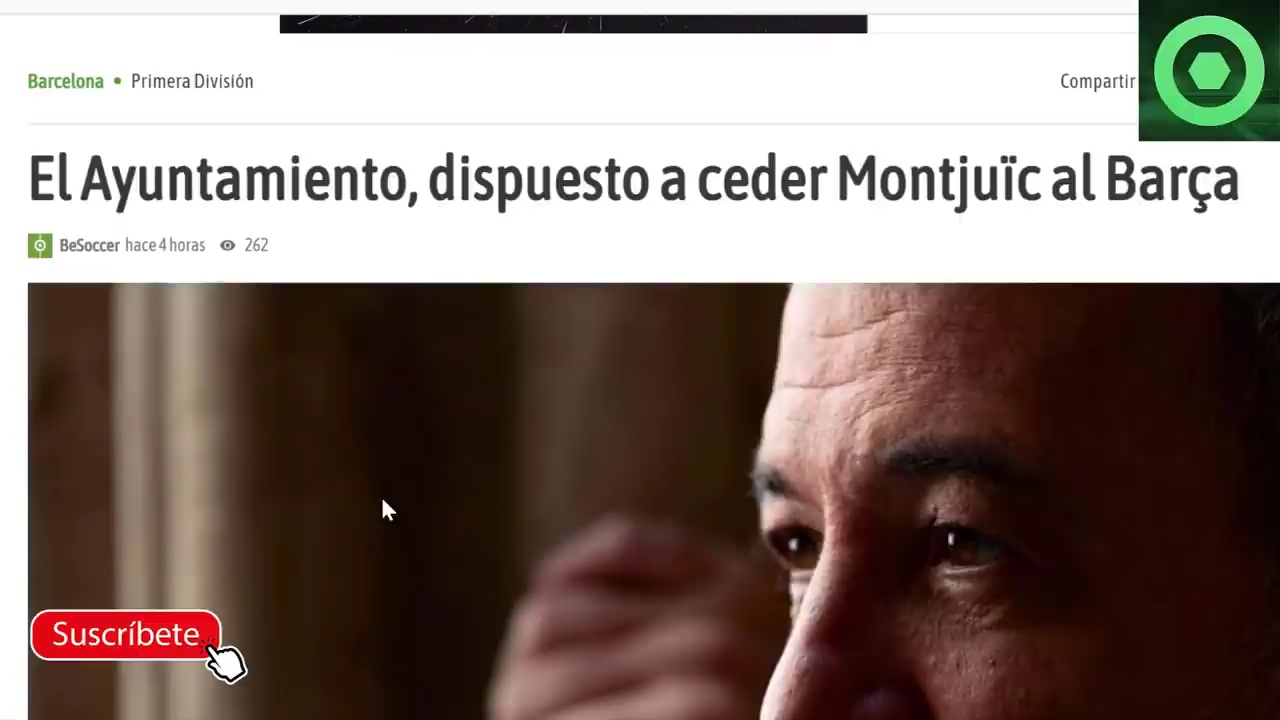 Barcelona • Primera División
Compartir
El Ayuntamiento, dispuesto a ceder Montjuïc al Barça
BeSoccer hace 4 horas 262
Suscríbete